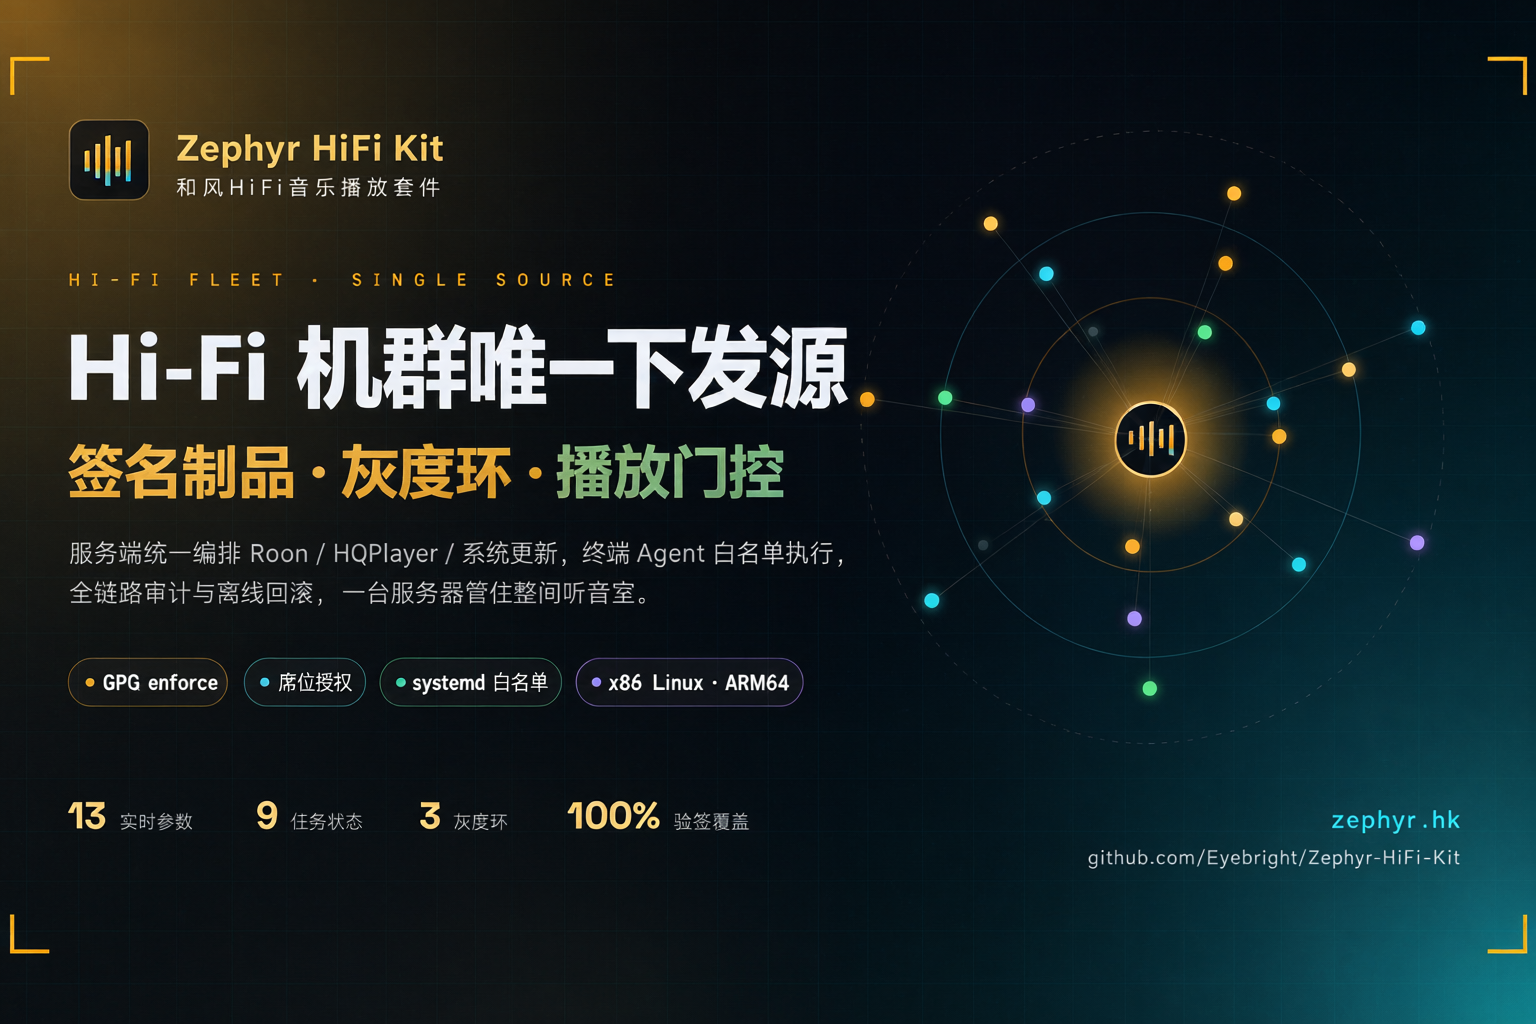 Zephyr HiFi Kit
和风HiFi音乐播放套件
HI-FI FLEET · SINGLE SOURCE
Hi-Fi 机群唯一下发源
签名制品 · 灰度环 · 播放门控
服务端统一编排 Roon / HQPlayer / 系统更新，终端 Agent 白名单执行，
全链路审计与离线回滚，一台服务器管住整间听音室。
GPG enforce 席位授权 systemd 白名单 x86 Linux · ARM64
13 实时参数 9 任务状态 3 灰度环 100% 验签覆盖
zephyr.hk
github.com/Eyebright/Zephyr-HiFi-Kit